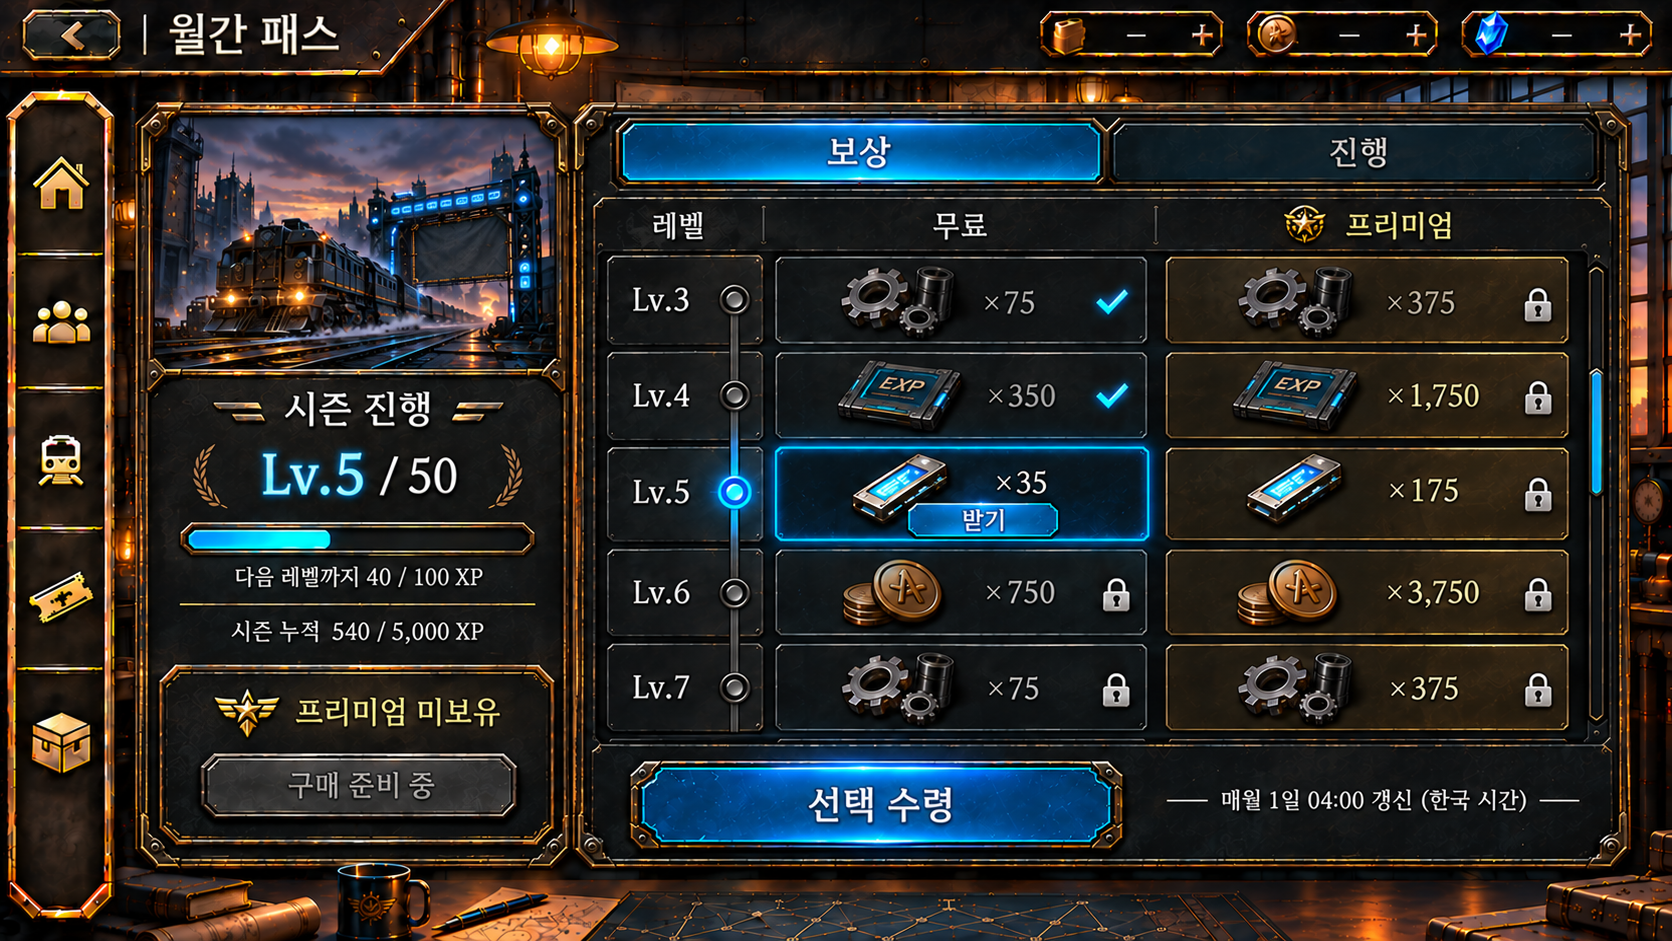 월간 패스
보상
진행
레벨
무료
프리미엄
Lv.3
×75
×375
Lv.4
EXP
×350
EXP
×1,750
Lv.5
×35
받기
×175
Lv.6
×750
×3,750
Lv.7
×75
×375
시즌 진행
Lv.5 / 50
다음 레벨까지 40 / 100 XP
시즌 누적 540 / 5,000 XP
프리미엄 미보유
구매 준비 중
선택 수령
매월 1일 04:00 갱신 (한국 시간)